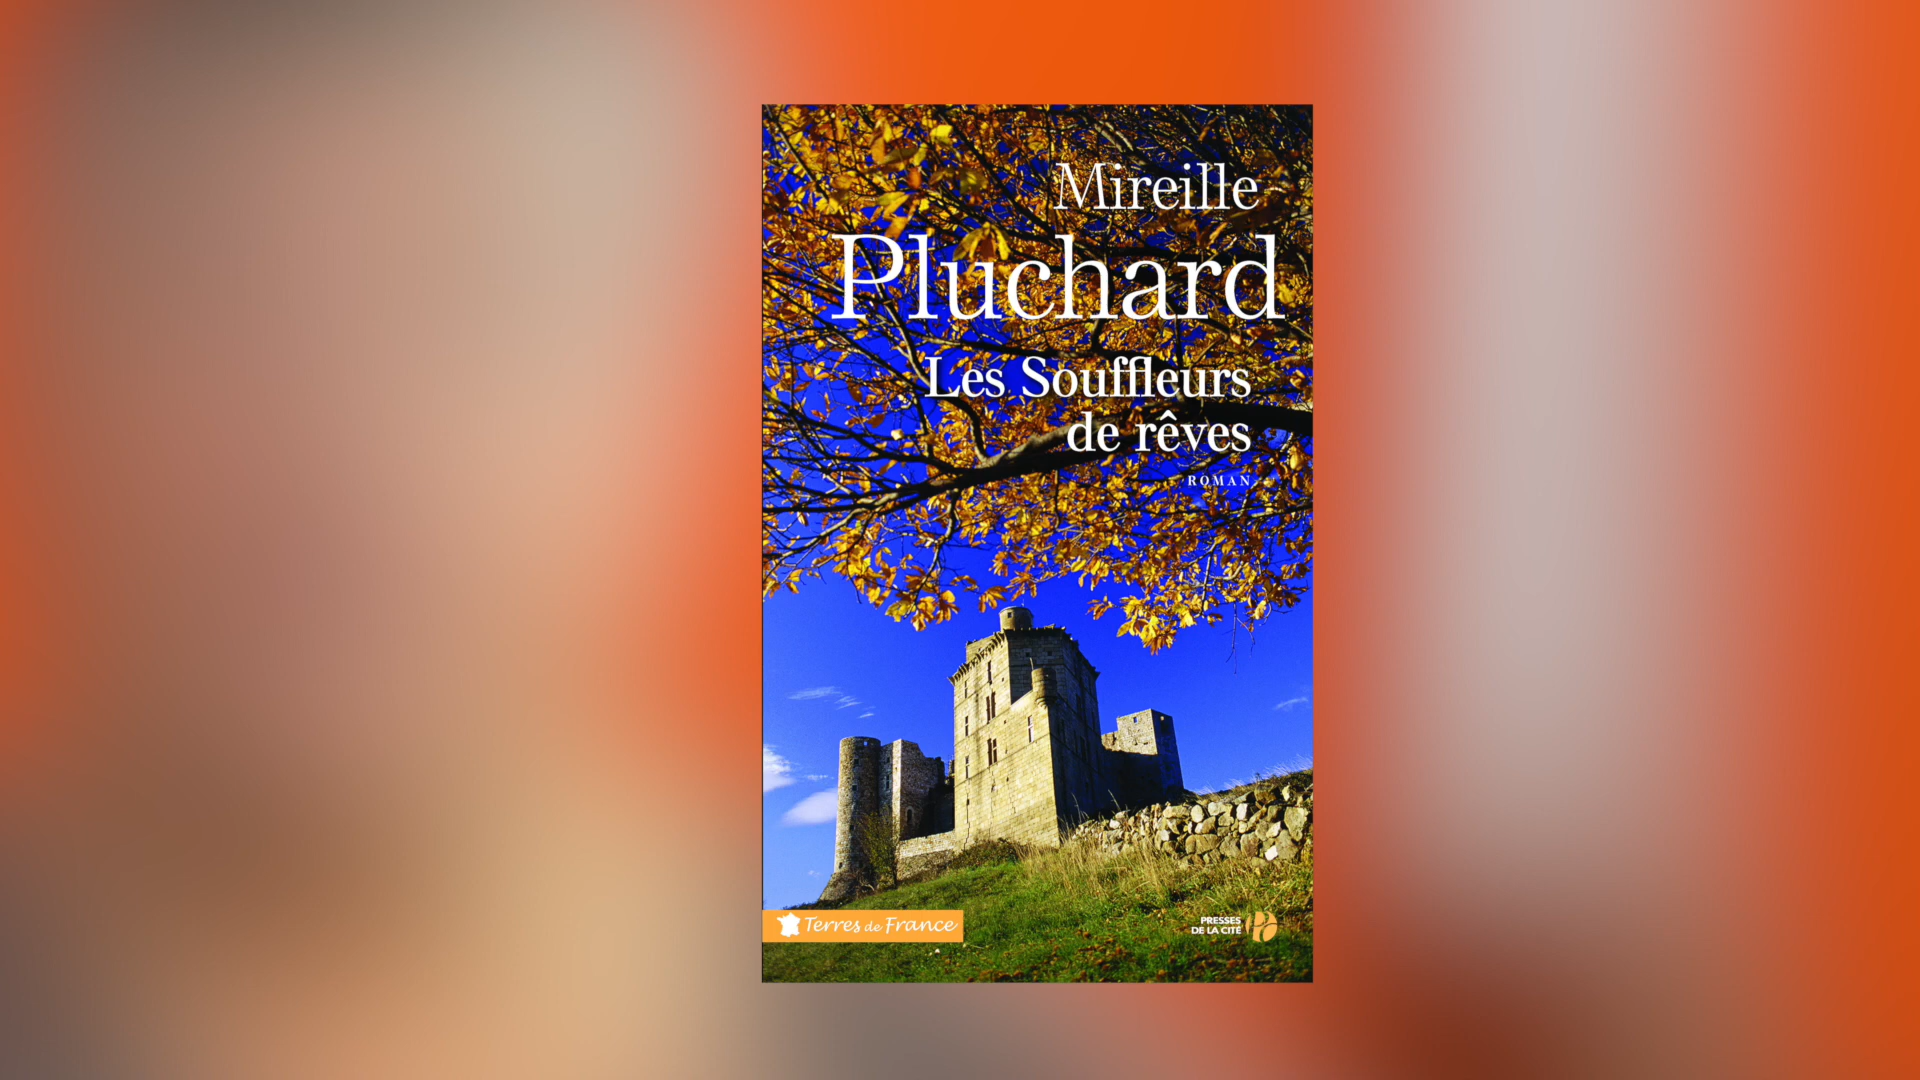 Mireille
Pluchard
Les Souffleurs
de rêves
ROMAN
Terres de France
PRESSES
DE LA CITÉ